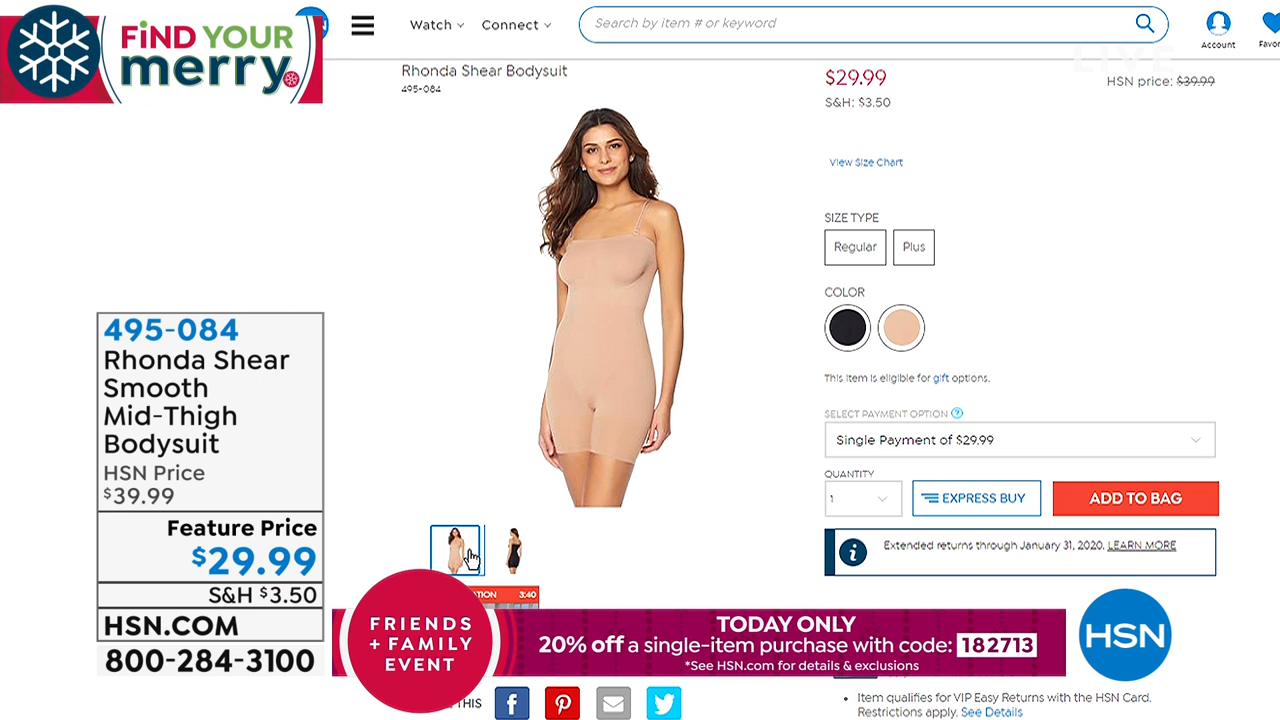 FiND YOUR
merry.
Watch
Connect
Search by item # or keyword
Account
LIVE
Rhonda Shear Bodysuit
495-084
$29.99
HSN price: $39.99
S&H: $3.50
View Size Chart
SIZE TYPE
Regular
Plus
COLOR
This item is eligible for gift options.
SELECT PAYMENT OPTION ?
Single Payment of $29.99
QUANTITY
1
EXPRESS BUY
ADD TO BAG
i
Extended returns through January 31, 2020. LEARN MORE
495-084
Rhonda Shear
Smooth
Mid-Thigh
Bodysuit
HSN Price
$39.99
Feature Price
$29.99
S&H $3.50
HSN.COM
800-284-3100
3:40
FRIENDS
+ FAMILY
EVENT
TODAY ONLY
20% off a single-item purchase with code: 182713
*See HSN.com for details & exclusions
HSN
THIS
Item qualifies for VIP Easy Returns with the HSN Card.
Restrictions apply. See Details